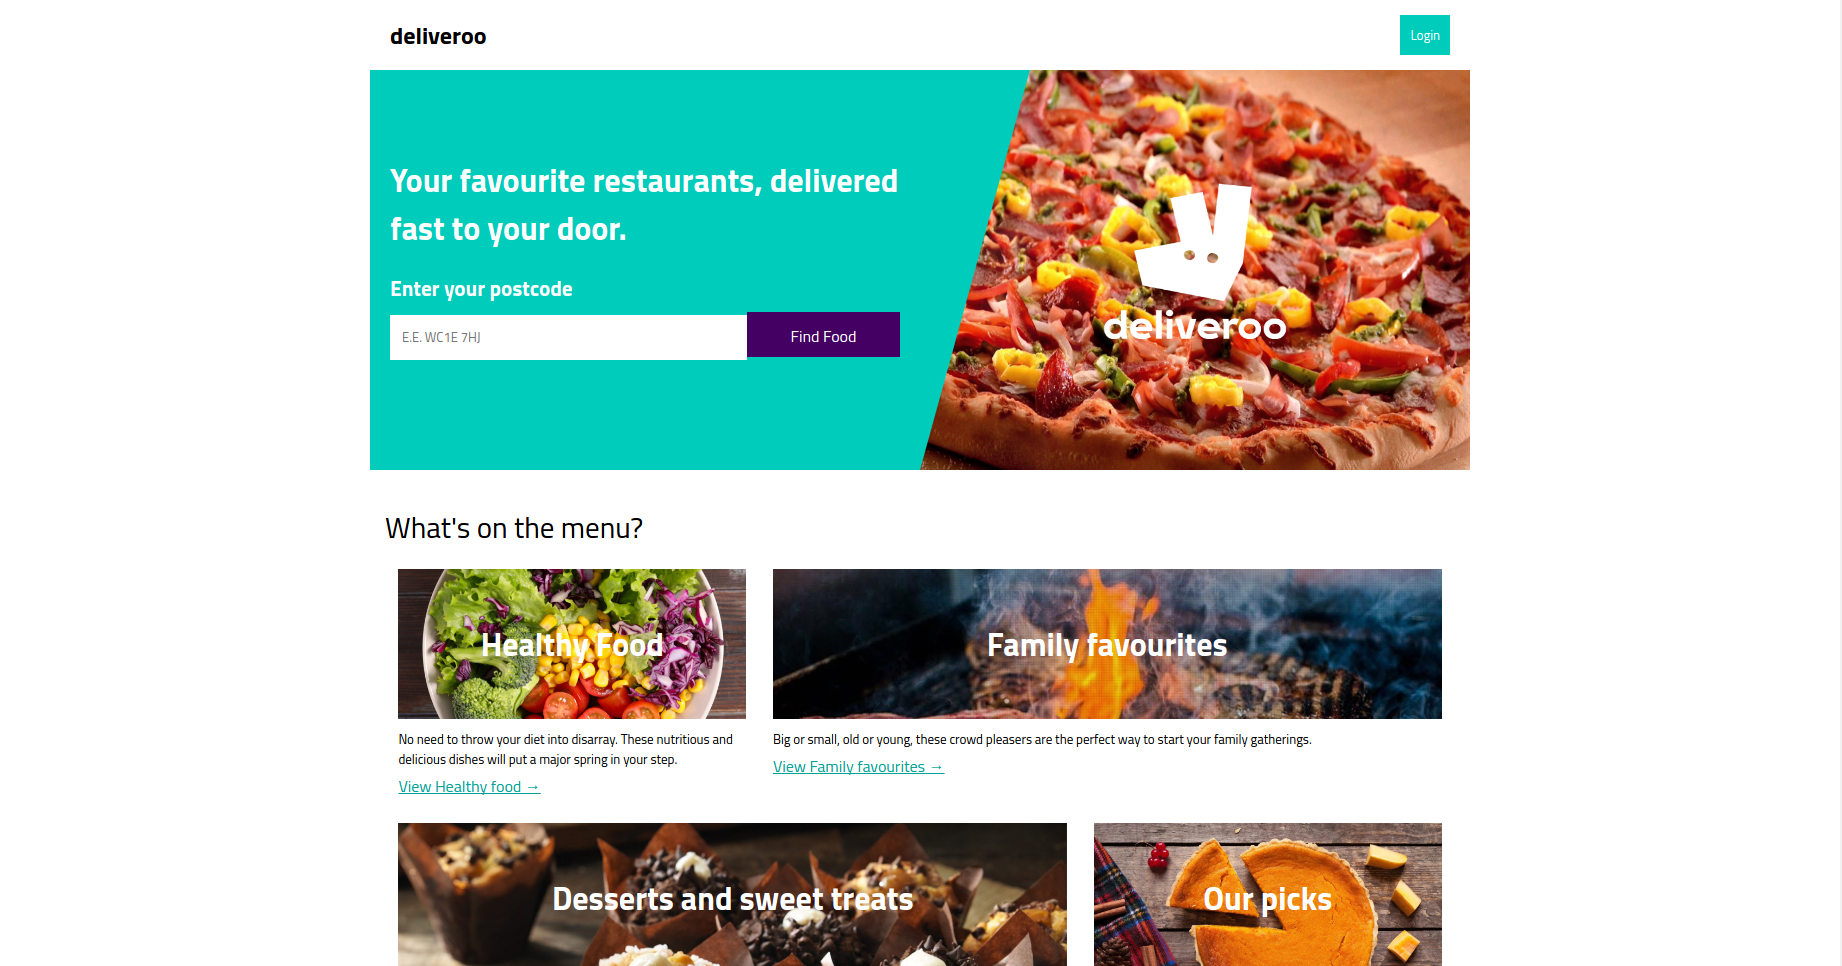 deliveroo
Login
Your favourite restaurants, delivered
fast to your door.
Enter your postcode
E.E. WC1E 7HJ
Find Food
deliveroo
What's on the menu?
Healthy Food
Family favourites
No need to throw your diet into disarray. These nutritious and
delicious dishes will put a major spring in your step.
View Healthy food →
Big or small, old or young, these crowd pleasers are the perfect way to start your family gatherings.
View Family favourites →
Desserts and sweet treats
Our picks